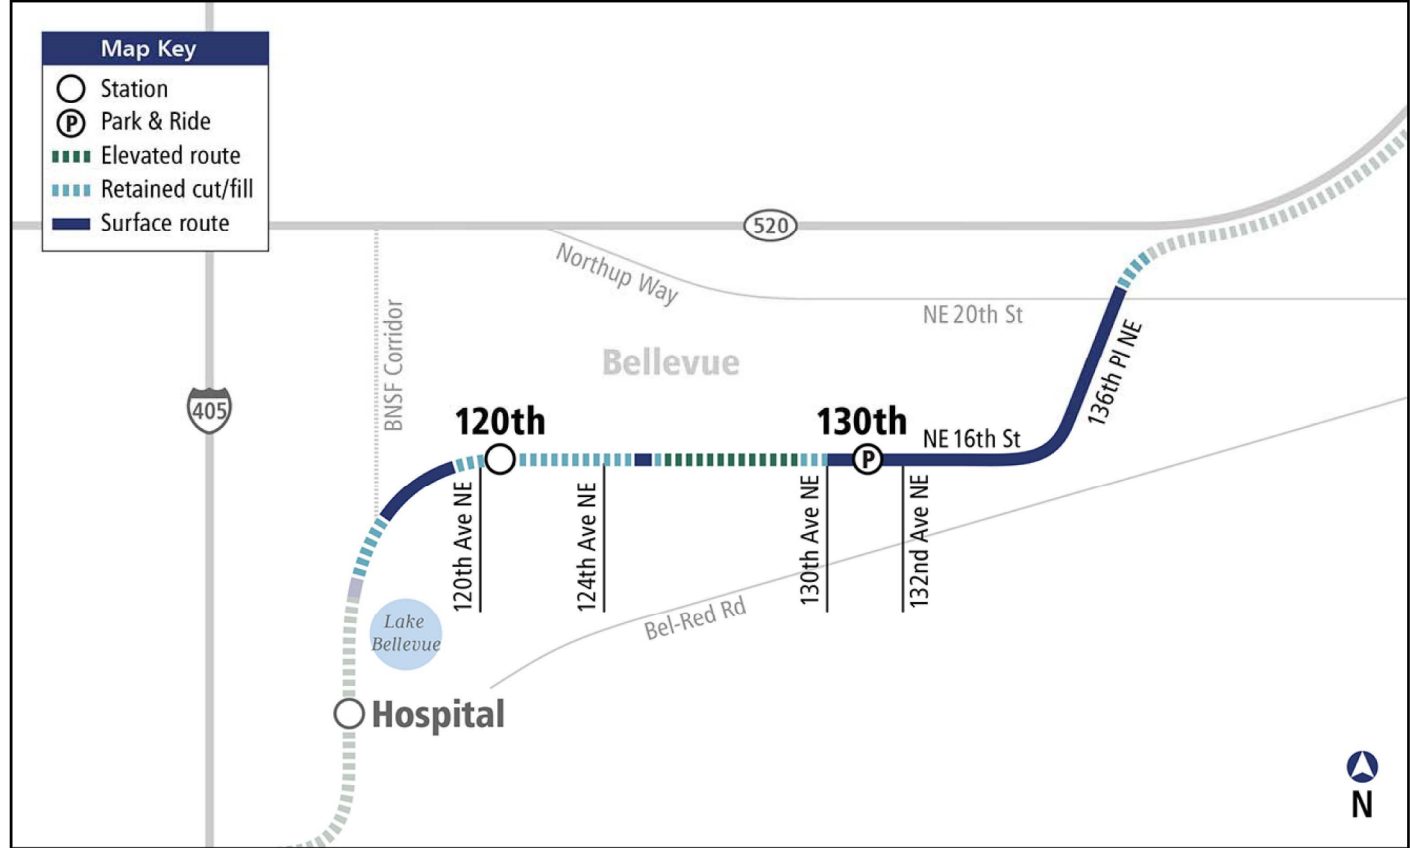 Map Key
Station
P Park & Ride
Elevated route
Retained cut/fill
Surface route
520
Northup Way
NE 20th St
BNSF Corridor
Bellevue
405
136th Pl NE
120th
130th
NE 16th St
P
120th Ave NE
124th Ave NE
130th Ave NE
132nd Ave NE
Lake
Bellevue
Bel-Red Rd
Hospital
N